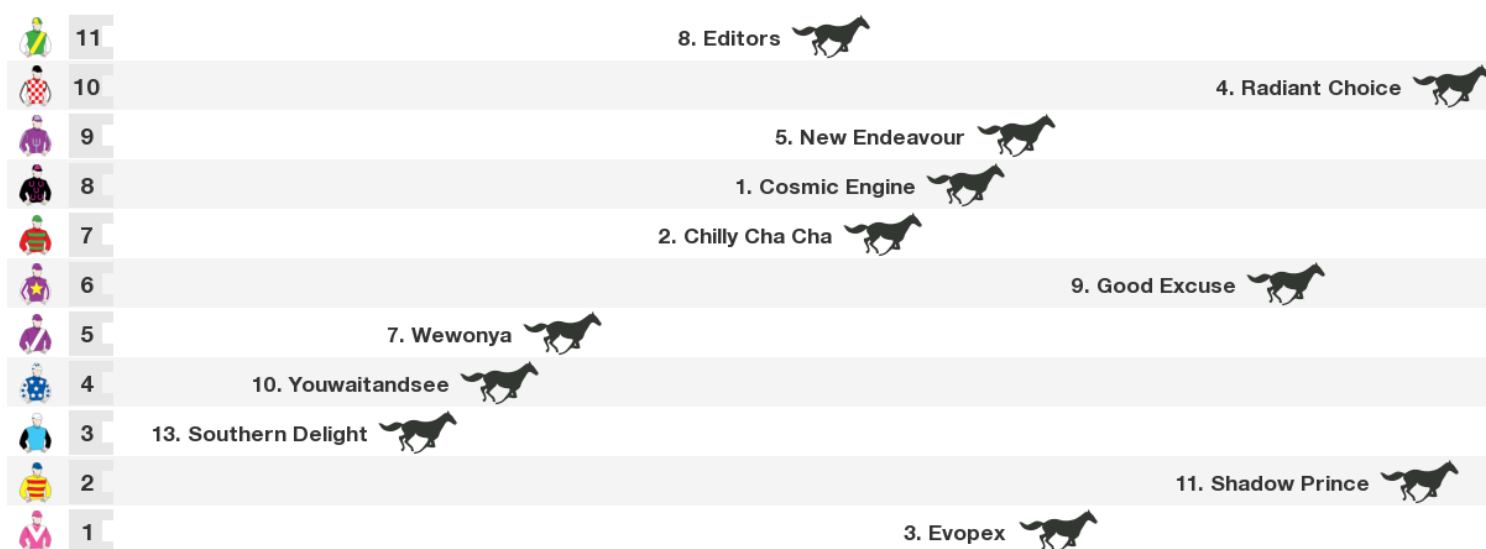 11 8. Editors
10 4. Radiant Choice
9 5. New Endeavour
8 1. Cosmic Engine
7 2. Chilly Cha Cha
6 9. Good Excuse
5 7. Wewonya
4 10. Youwaitandsee
3 13. Southern Delight
2 11. Shadow Prince
1 3. Evopex